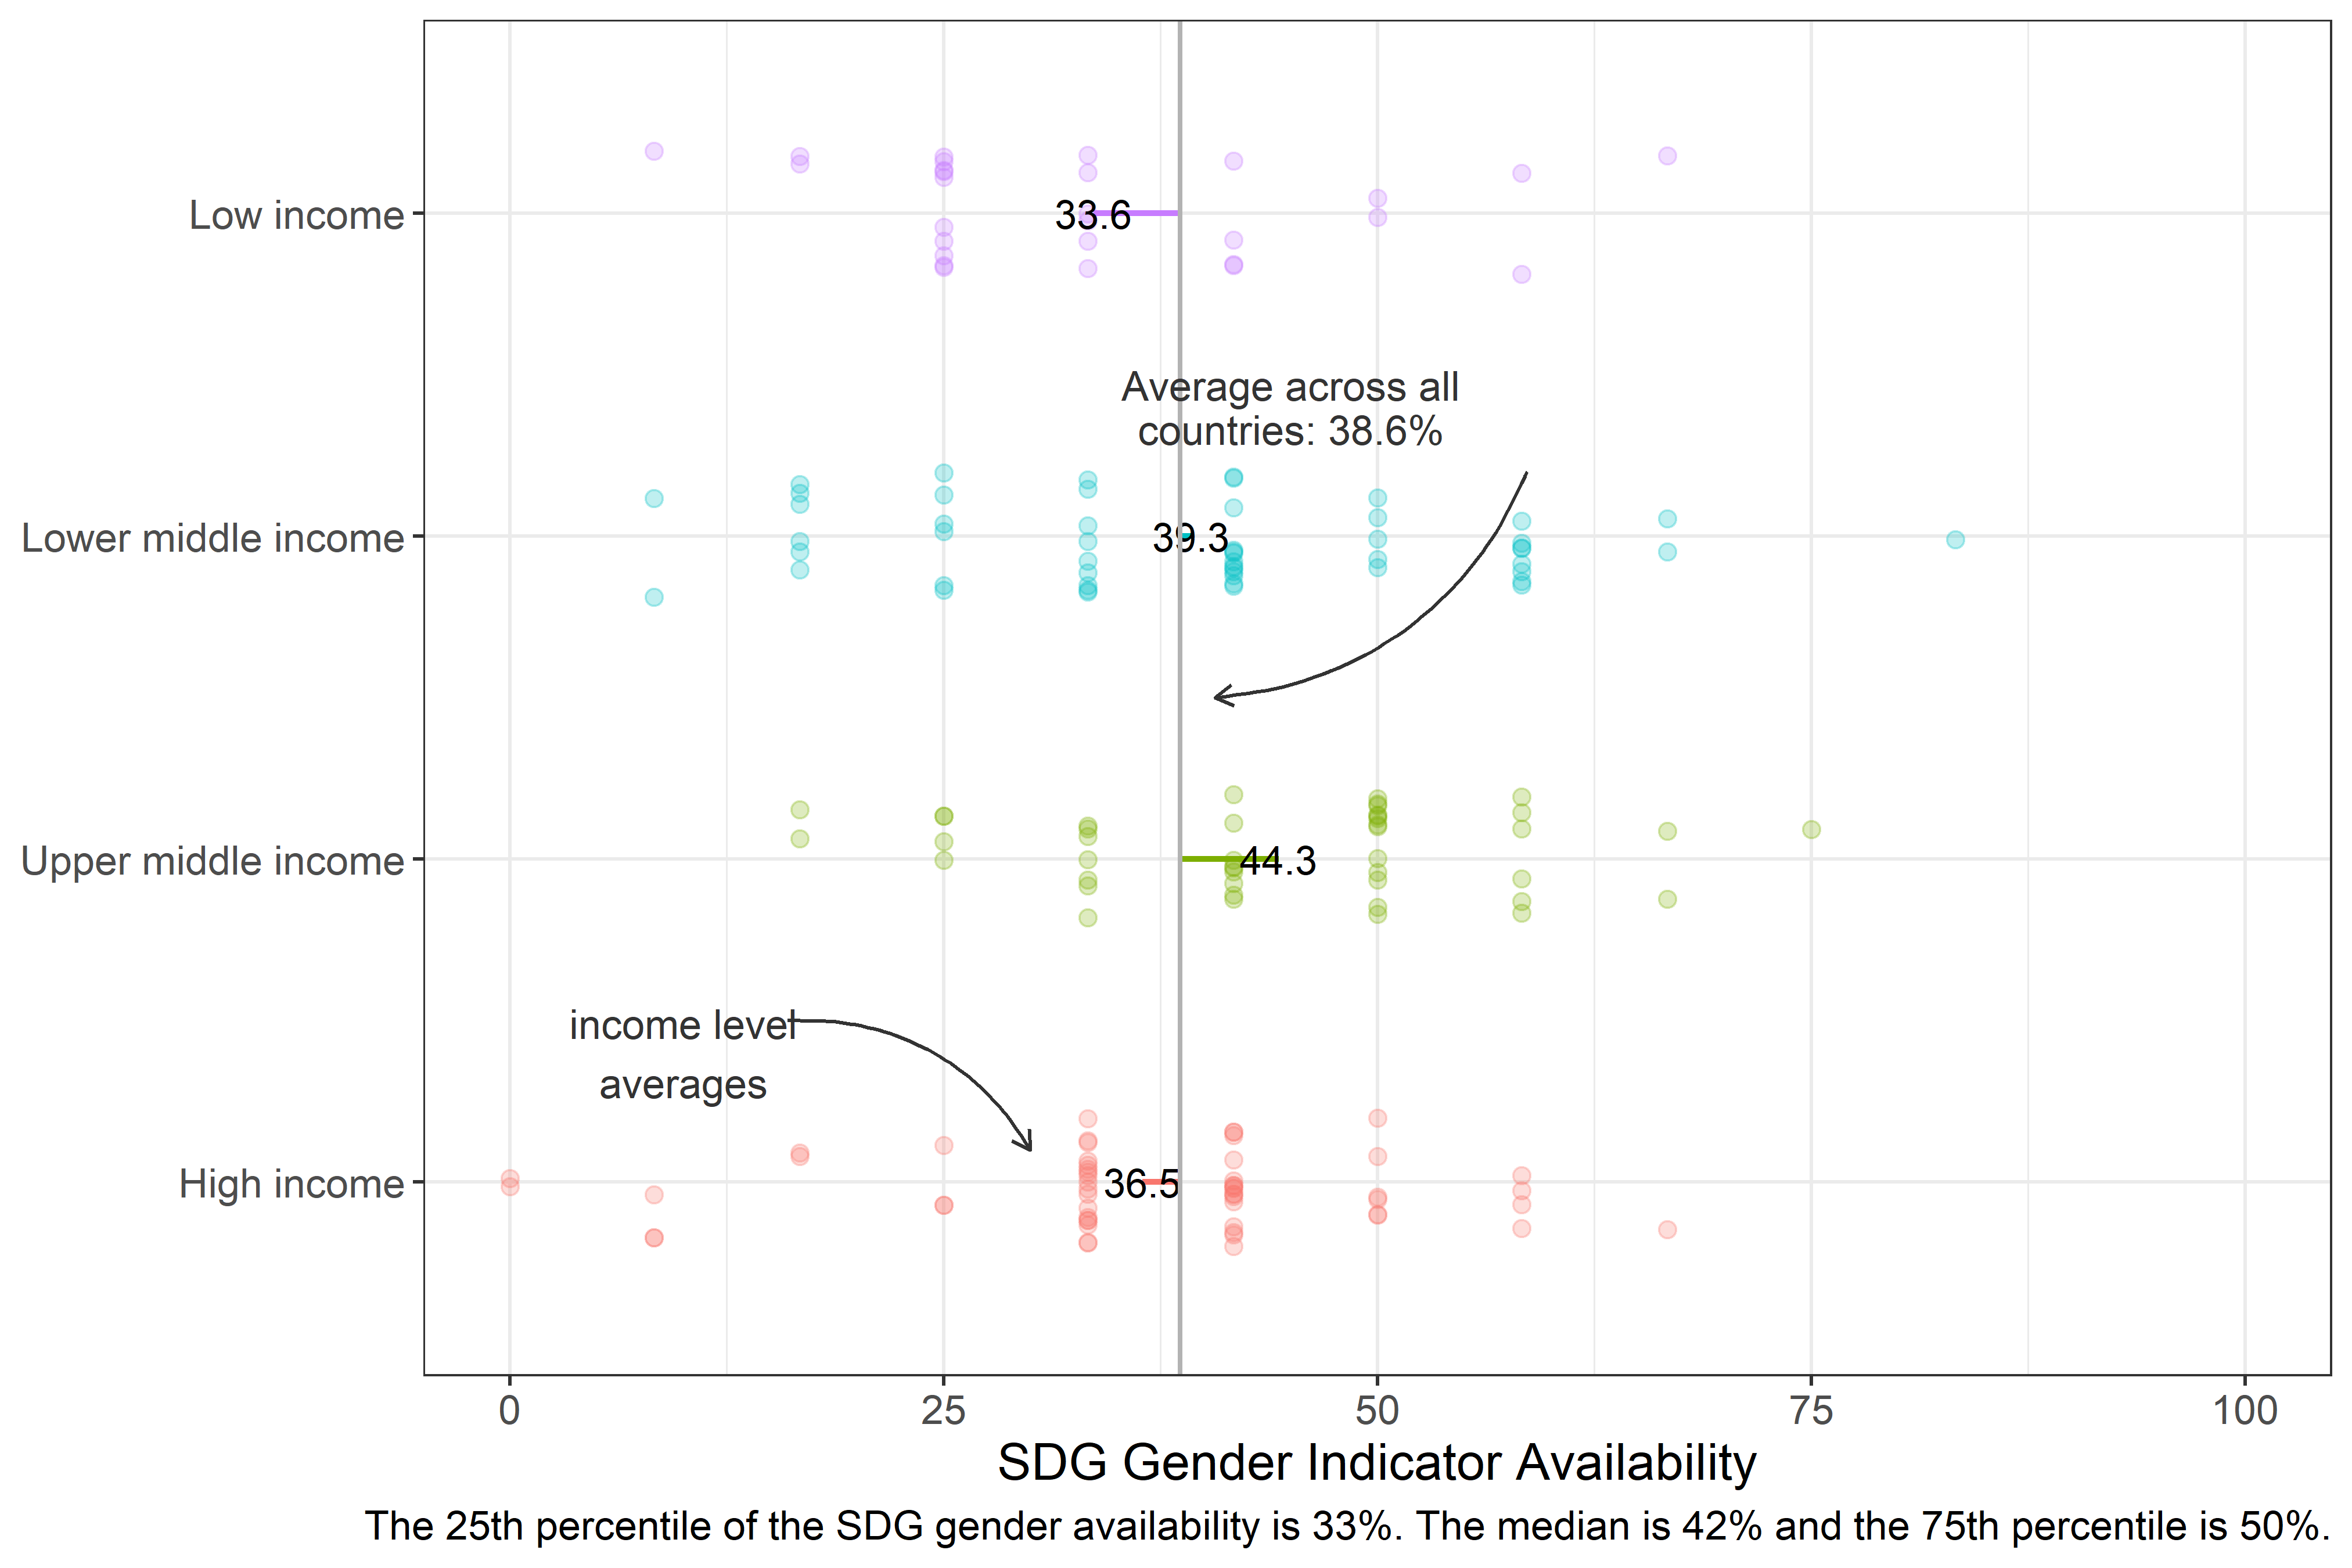 Low income
33.6
Average across all
countries: 38.6%
Lower middle income
39.3
Upper middle income
44.3
income level
averages
High income
36.5
0 25 50 75 100
SDG Gender Indicator Availability
The 25th percentile of the SDG gender availability is 33%. The median is 42% and the 75th percentile is 50%.